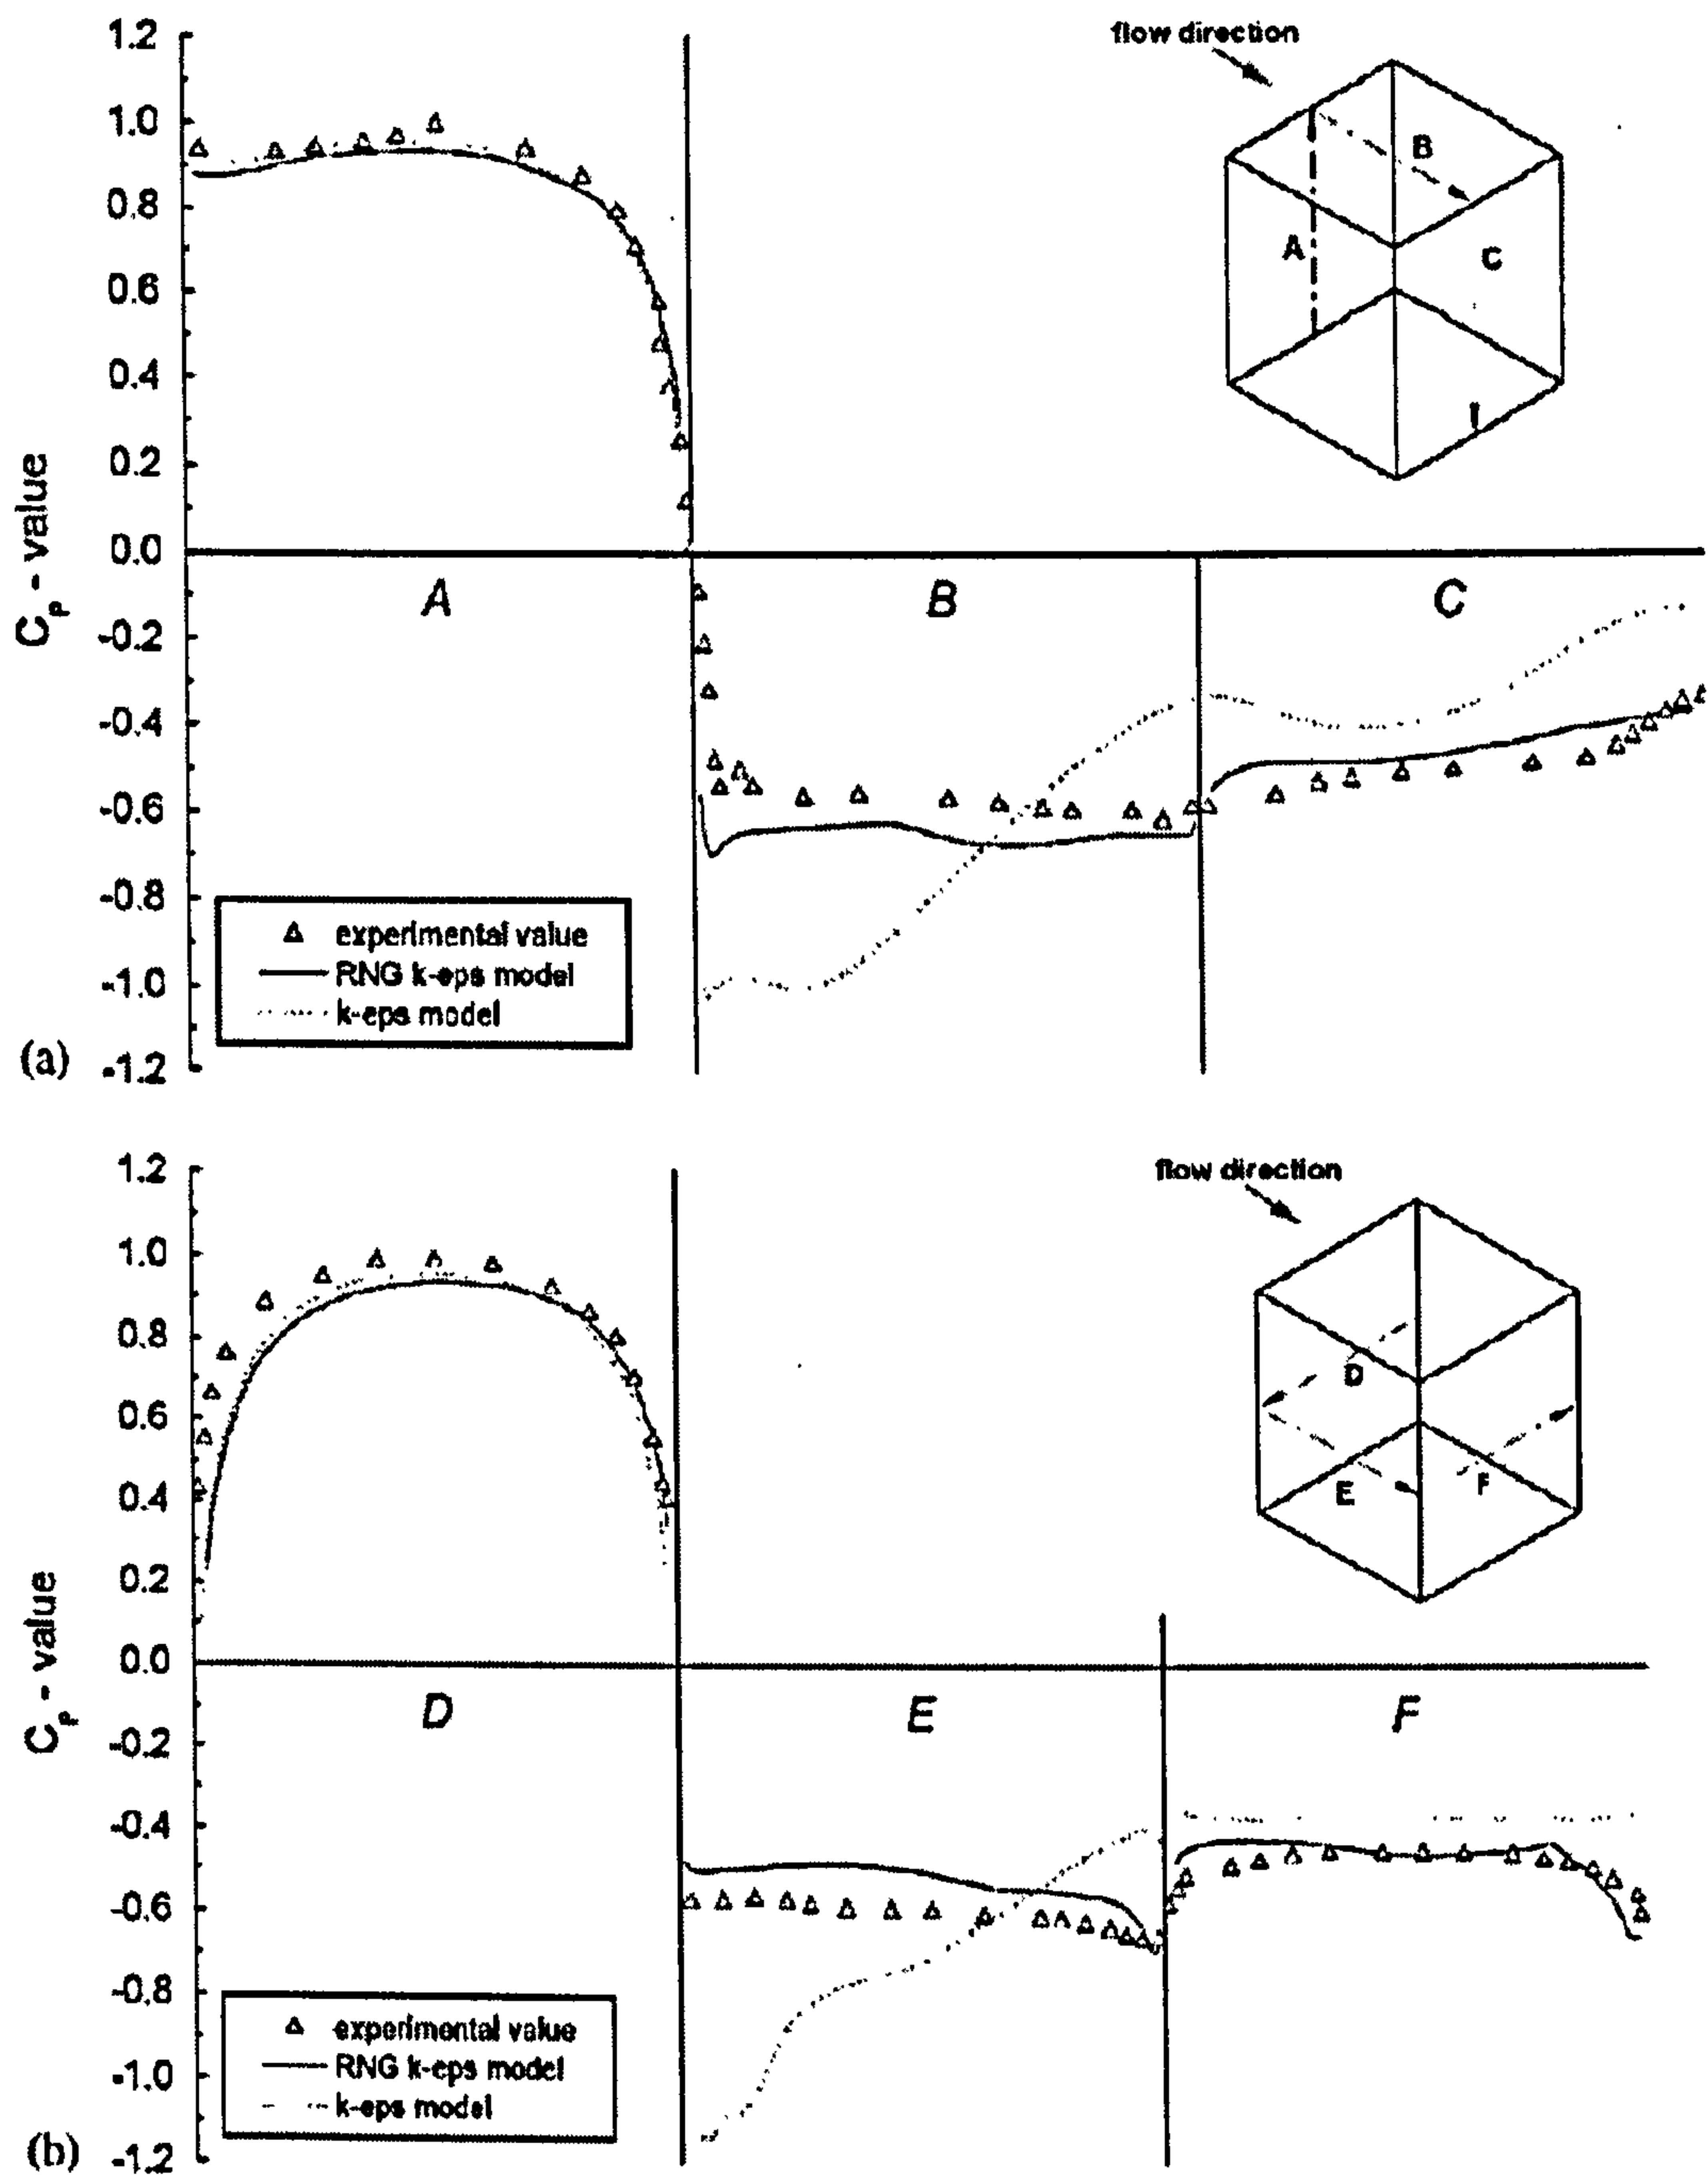 1.2
1.0
0.8
0.6
0.4
0.2
0.0
-0.2
-0.4
-0.6
-0.8
-1.0
-1.2
Cp - value
flow direction
A
B
C
A
B
C
experimental value
RNG k-eps model
k-eps model
(a)
1.2
1.0
0.8
0.6
0.4
0.2
0.0
-0.2
-0.4
-0.6
-0.8
-1.0
-1.2
Cp - value
flow direction
D
E
F
D
E
F
experimental value
RNG k-eps model
k-eps model
(b)